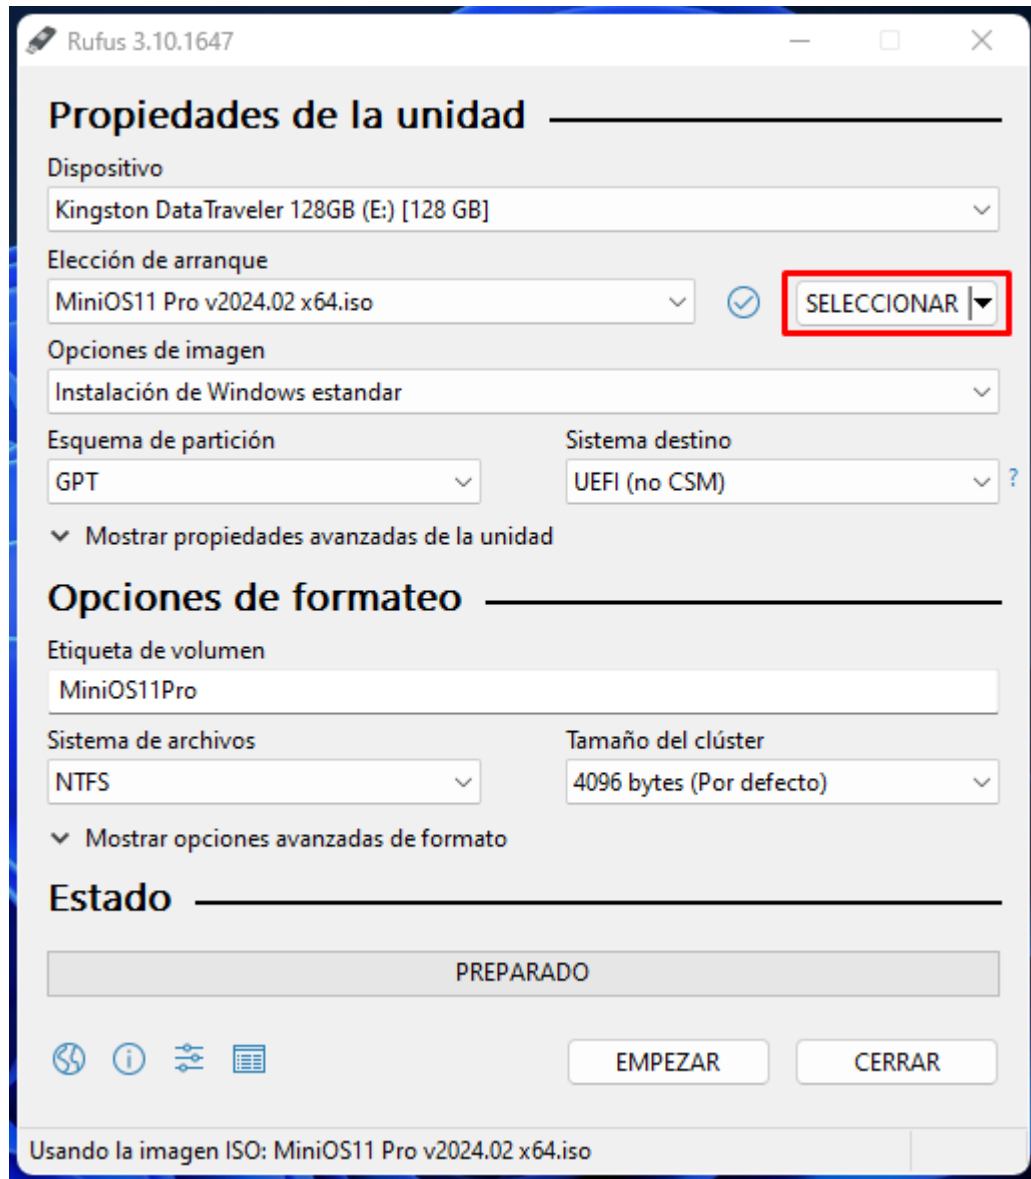 Rufus 3.10.1647
Propiedades de la unidad
Dispositivo
Kingston DataTraveler 128GB (E:) [128 GB]
Elección de arranque
MiniOS11 Pro v2024.02 x64.iso
SELECCIONAR
Opciones de imagen
Instalación de Windows estandar
Esquema de partición Sistema destino
GPT UEFI (no CSM) ?
Mostrar propiedades avanzadas de la unidad
Opciones de formateo
Etiqueta de volumen
MiniOS11Pro
Sistema de archivos Tamaño del clúster
NTFS 4096 bytes (Por defecto)
Mostrar opciones avanzadas de formato
Estado
PREPARADO
EMPEZAR CERRAR
Usando la imagen ISO: MiniOS11 Pro v2024.02 x64.iso